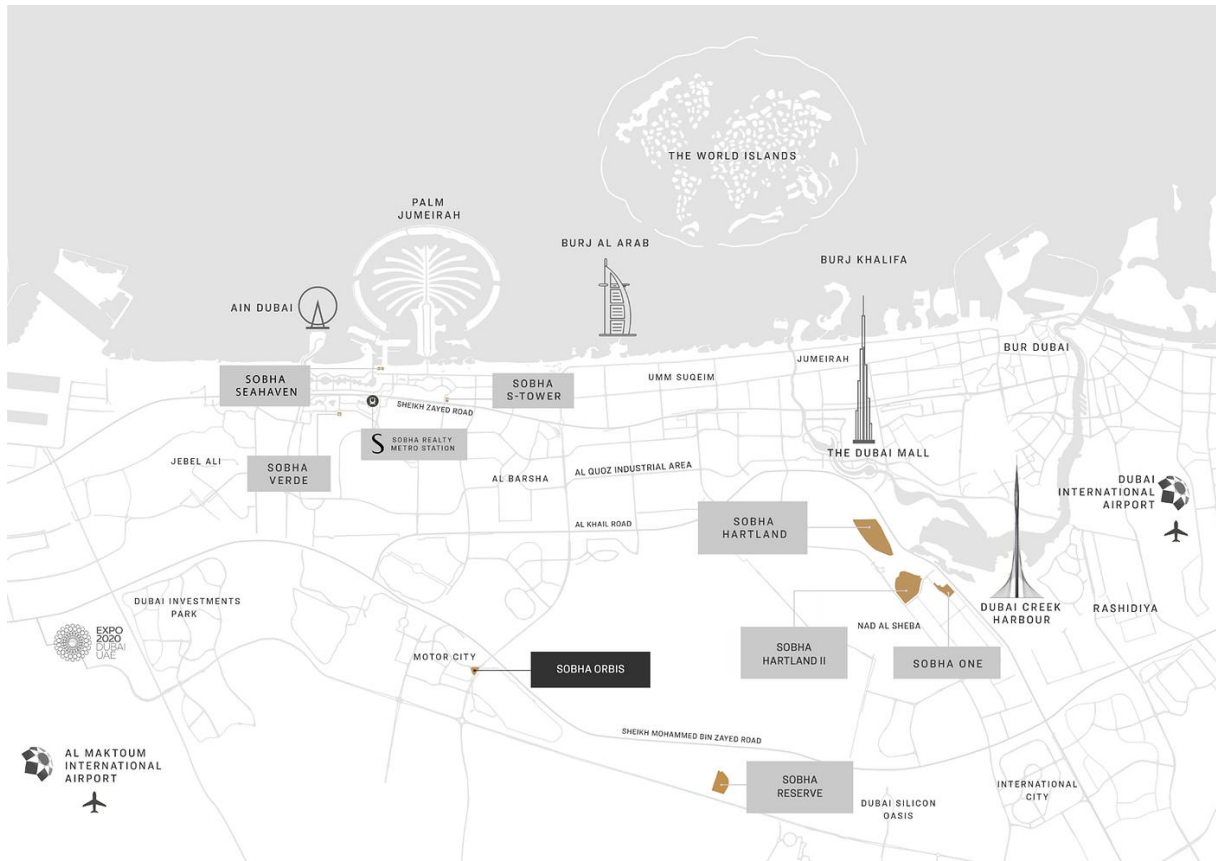 THE WORLD ISLANDS
PALM
JUMEIRAH
BURJ AL ARAB
BURJ KHALIFA
AIN DUBAI
BUR DUBAI
JUMEIRAH
SOBHA
SEAHAVEN
SOBHA
S-TOWER
UMM SUQEIM
SHEIKH ZAYED ROAD
S SOBHA REALTY
METRO STATION
THE DUBAI MALL
JEBEL ALI
SOBHA
VERDE
AL BARSHA
AL QUOZ INDUSTRIAL AREA
DUBAI
INTERNATIONAL
AIRPORT
AL KHAIL ROAD
SOBHA
HARTLAND
DUBAI INVESTMENTS
PARK
DUBAI CREEK
HARBOUR
RASHIDIYA
NAD AL SHEBA
EXPO
2020
DUBAI
UAE
MOTOR CITY
SOBHA ORBIS
SOBHA
HARTLAND II
SOBHA ONE
SHEIKH MOHAMMED BIN ZAYED ROAD
AL MAKTOUM
INTERNATIONAL
AIRPORT
SOBHA
RESERVE
INTERNATIONAL
CITY
DUBAI SILICON
OASIS